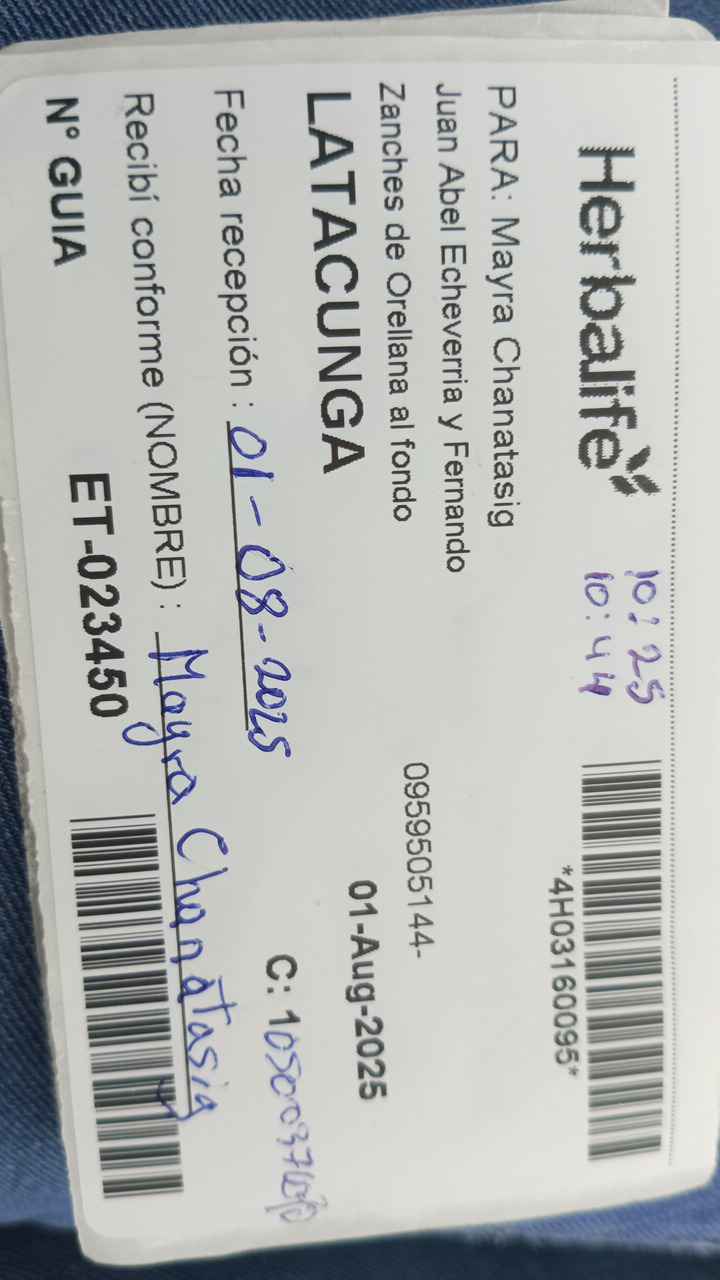 Herbalife
10:25
10:44
*4H03160095*
PARA: Mayra Chanatasig
Juan Abel Echeverria y Fernando
Zanches de Orellana al fondo
0959505144-
LATACUNGA
01-Aug-2025
Fecha recepción : 01-08-2025
C:
Recibí conforme (NOMBRE) : Mayra Chanatasig
Nº GUIA
ET-023450